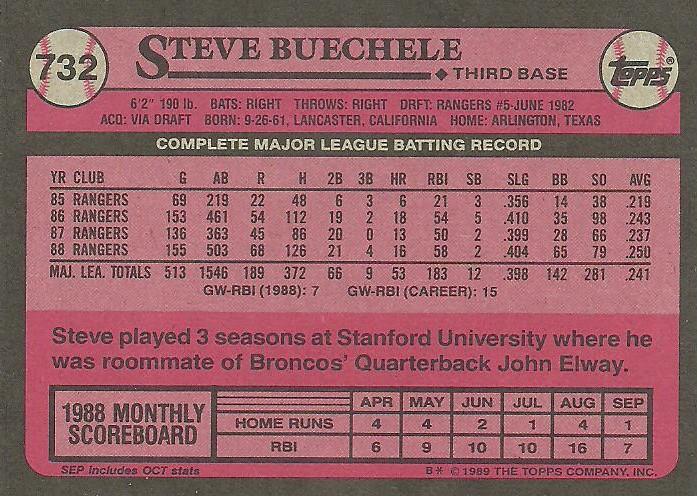 732
STEVE BUECHELE
◆ THIRD BASE
TOPPS®
6'2" 190 lb. BATS: RIGHT THROWS: RIGHT DRFT: RANGERS #5-JUNE 1982
ACQ: VIA DRAFT BORN: 9-26-61, LANCASTER, CALIFORNIA HOME: ARLINGTON, TEXAS
COMPLETE MAJOR LEAGUE BATTING RECORD
YR CLUB G AB R H 2B 3B HR RBI SB SLG BB SO AVG
85 RANGERS 69 219 22 48 6 3 6 21 3 .356 14 38 .219
86 RANGERS 153 461 54 112 19 2 18 54 5 .410 35 98 .243
87 RANGERS 136 363 45 86 20 0 13 50 2 .399 28 66 .237
88 RANGERS 155 503 68 126 21 4 16 58 2 .404 65 79 .250
MAJ. LEA. TOTALS 513 1546 189 372 66 9 53 183 12 .398 142 281 .241
GW-RBI (1988): 7 GW-RBI (CAREER): 15
Steve played 3 seasons at Stanford University where he
was roommate of Broncos' Quarterback John Elway.
1988 MONTHLY
SCOREBOARD
APR MAY JUN JUL AUG SEP
HOME RUNS 4 4 2 1 4 1
RBI 6 9 10 10 16 7
SEP includes OCT stats
B* © 1989 THE TOPPS COMPANY, INC.